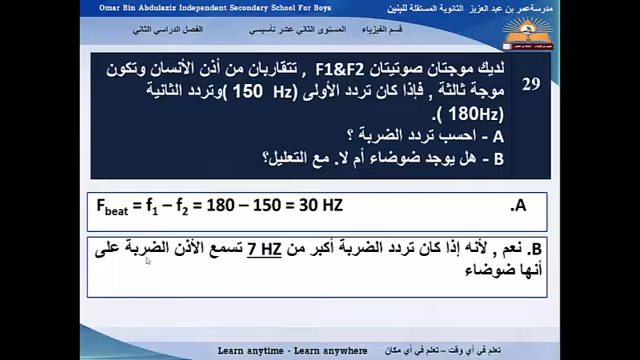 Omar Bin Abdulaziz Independent Secondary School For Boys
مدرسةعمر بن عبد العزيز الثانوية المستقلة للبنين
قسم الفيزياء المستوى الثاني عشر تأسيسي الفصل الدراسي الثاني
29
لديك موجتان صوتيتان F1&F2 , تتقاربان من أذن الأنسان وتكون
موجة ثالثة , فإذا كان تردد الأولى (150 Hz )وتردد الثانية
(180Hz ).
A - احسب تردد الضربة ؟
B - هل يوجد ضوضاء أم لا. مع التعليل؟
A. Fbeat = f1 – f2 = 180 – 150 = 30 HZ
B. نعم , لأنه إذا كان تردد الضربة أكبر من 7 HZ تسمع الأذن الضربة على
أنها ضوضاء
Learn anytime - Learn anywhere تعلم في أي وقت – تعلم في أي مكان